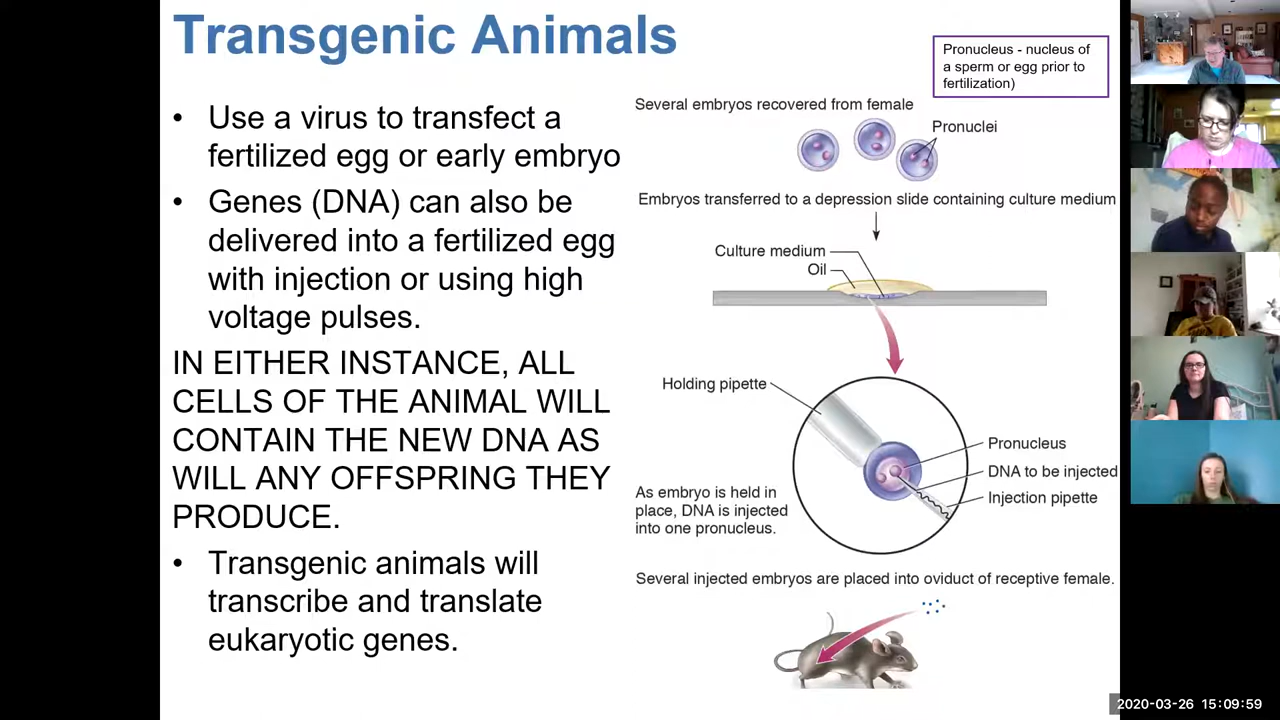 Transgenic Animals
• Use a virus to transfect a
fertilized egg or early embryo
• Genes (DNA) can also be
delivered into a fertilized egg
with injection or using high
voltage pulses.
IN EITHER INSTANCE, ALL
CELLS OF THE ANIMAL WILL
CONTAIN THE NEW DNA AS
WILL ANY OFFSPRING THEY
PRODUCE.
• Transgenic animals will
transcribe and translate
eukaryotic genes.
Pronucleus - nucleus of
a sperm or egg prior to
fertilization)
Several embryos recovered from female
Pronuclei
Embryos transferred to a depression slide containing culture medium
Culture medium
Oil
Holding pipette
Pronucleus
DNA to be injected
Injection pipette
As embryo is held in
place, DNA is injected
into one pronucleus.
Several injected embryos are placed into oviduct of receptive female.
2020-03-26 15:09:59